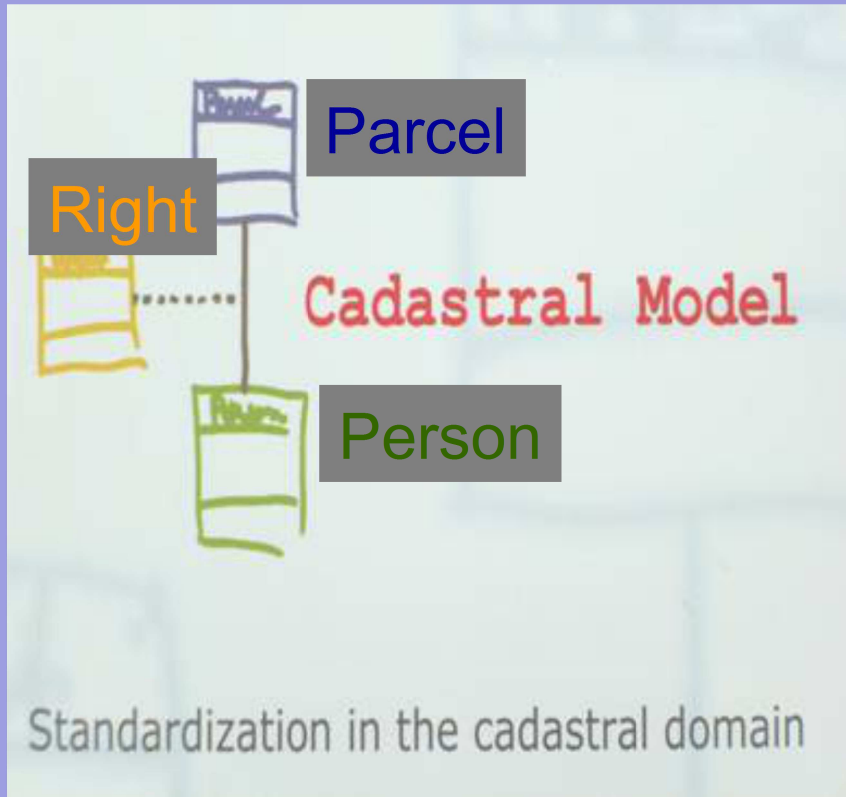 Parcel
Right
Cadastral Model
Person
Standardization in the cadastral domain